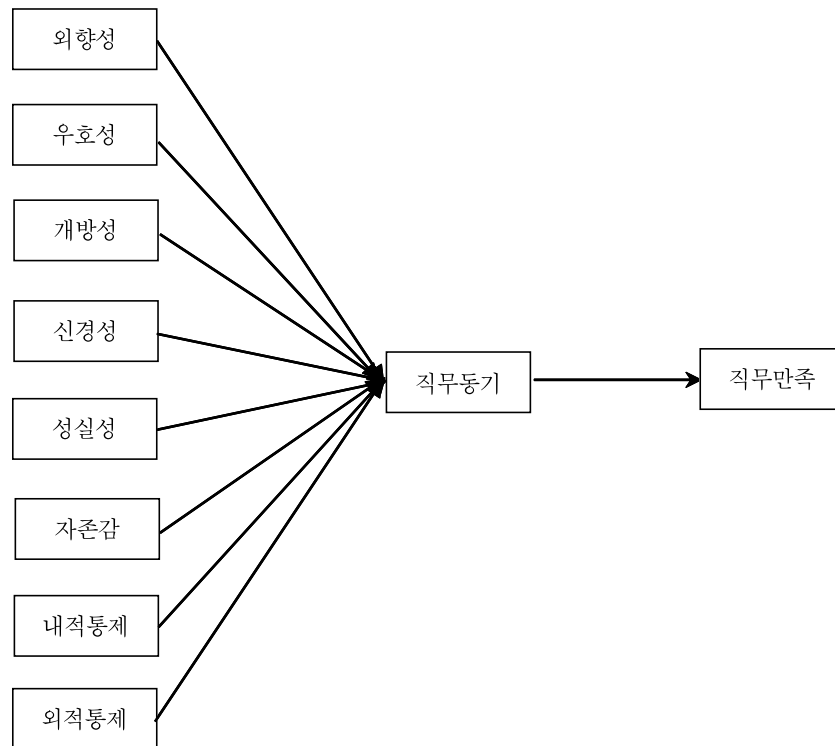 외향성
우호성
개방성
신경성
성실성
자존감
내적통제
외적통제
직무동기
직무만족